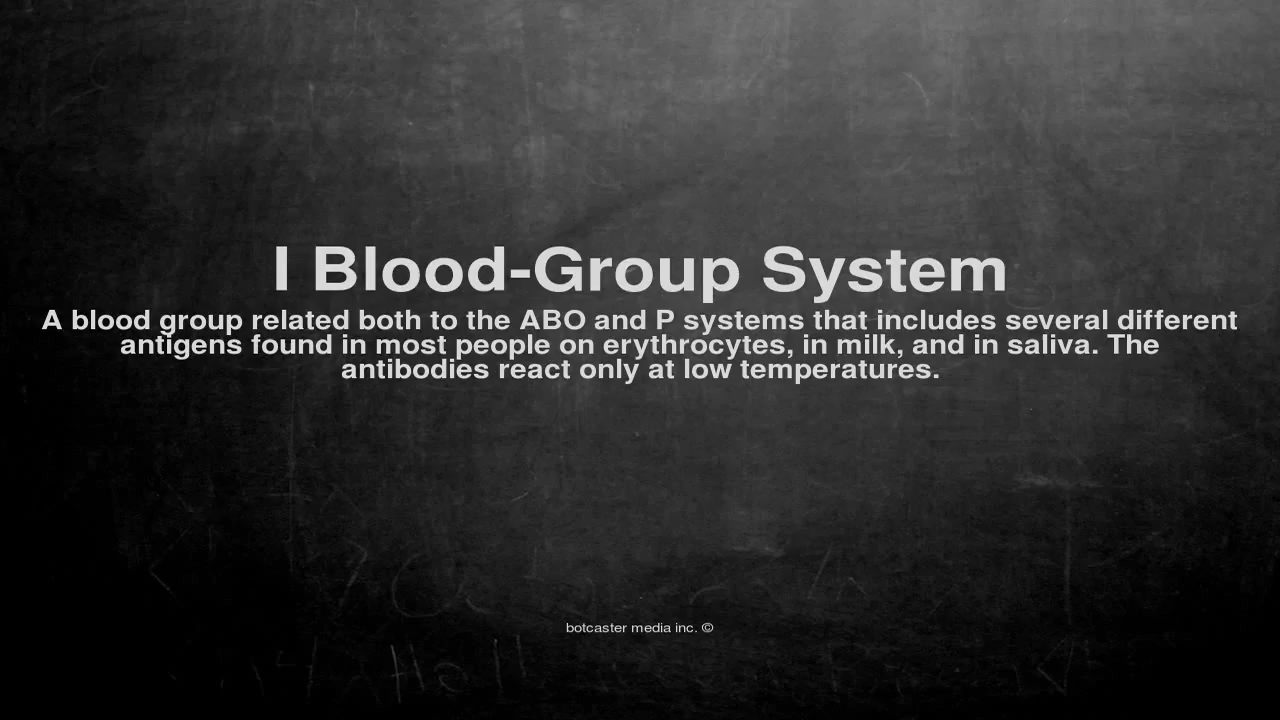 I Blood-Group System
A blood group related both to the ABO and P systems that includes several different
antigens found in most people on erythrocytes, in milk, and in saliva. The
antibodies react only at low temperatures.
botcaster media inc. ©